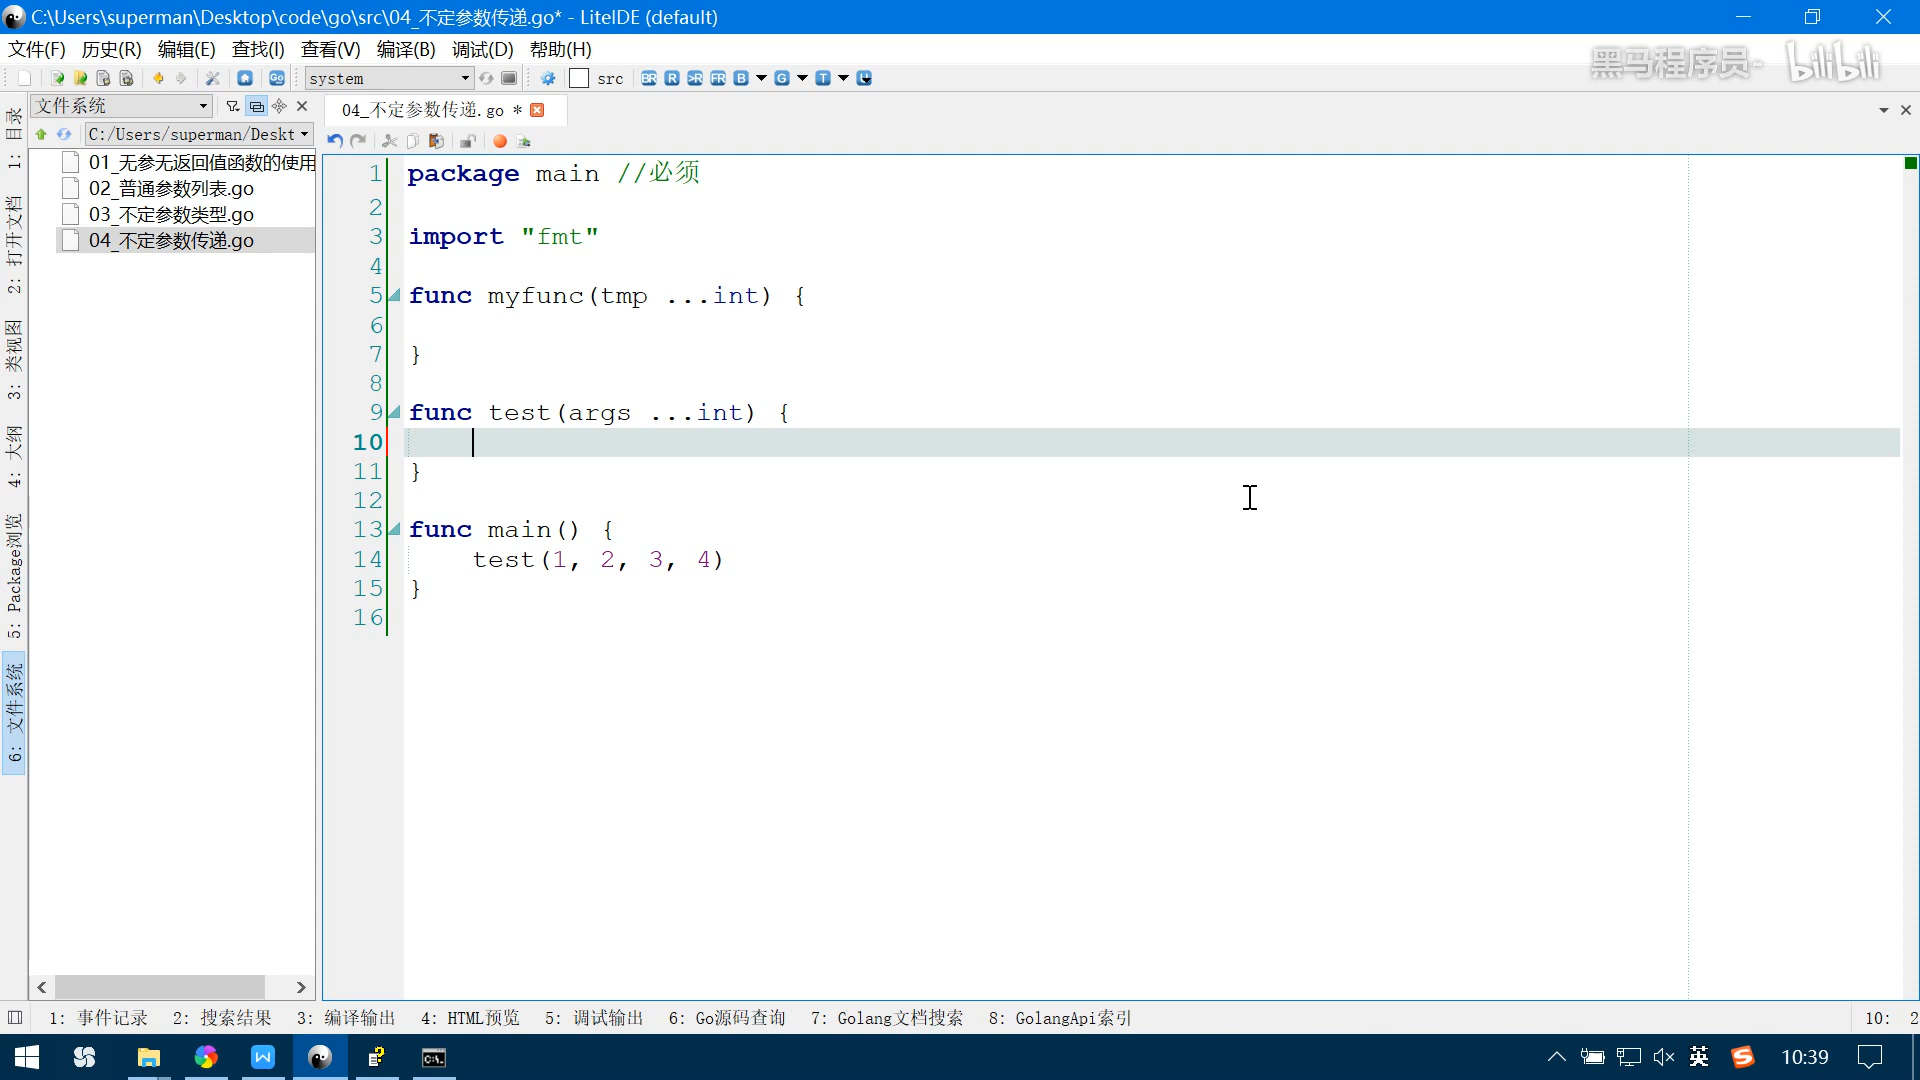 C:\Users\superman\Desktop\code\go\src\04_不定参数传递.go* - LiteIDE (default)
文件(F) 历史(R) 编辑(E) 查找(I) 查看(V) 编译(B) 调试(D) 帮助(H)
黑马程序员- bilibili
system
src
BR R >R FR B G T
文件系统
04_不定参数传递.go *
C:/Users/superman/Deskt
01_无参无返回值函数的使用
02_普通参数列表.go
03_不定参数类型.go
04_不定参数传递.go
1: 目录
2: 打开文档
3: 类视图
4: 大纲
5: Package浏览
6: 文件系统
1 package main //必须
2
3 import "fmt"
4
5 func myfunc(tmp ...int) {
6
7 }
8
9 func test(args ...int) {
10
11 }
12
13 func main() {
14 test(1, 2, 3, 4)
15 }
16
1: 事件记录 2: 搜索结果 3: 编译输出 4: HTML预览 5: 调试输出 6: Go源码查询 7: Golang文档搜索 8: GolangApi索引
10: 2
英 10:39